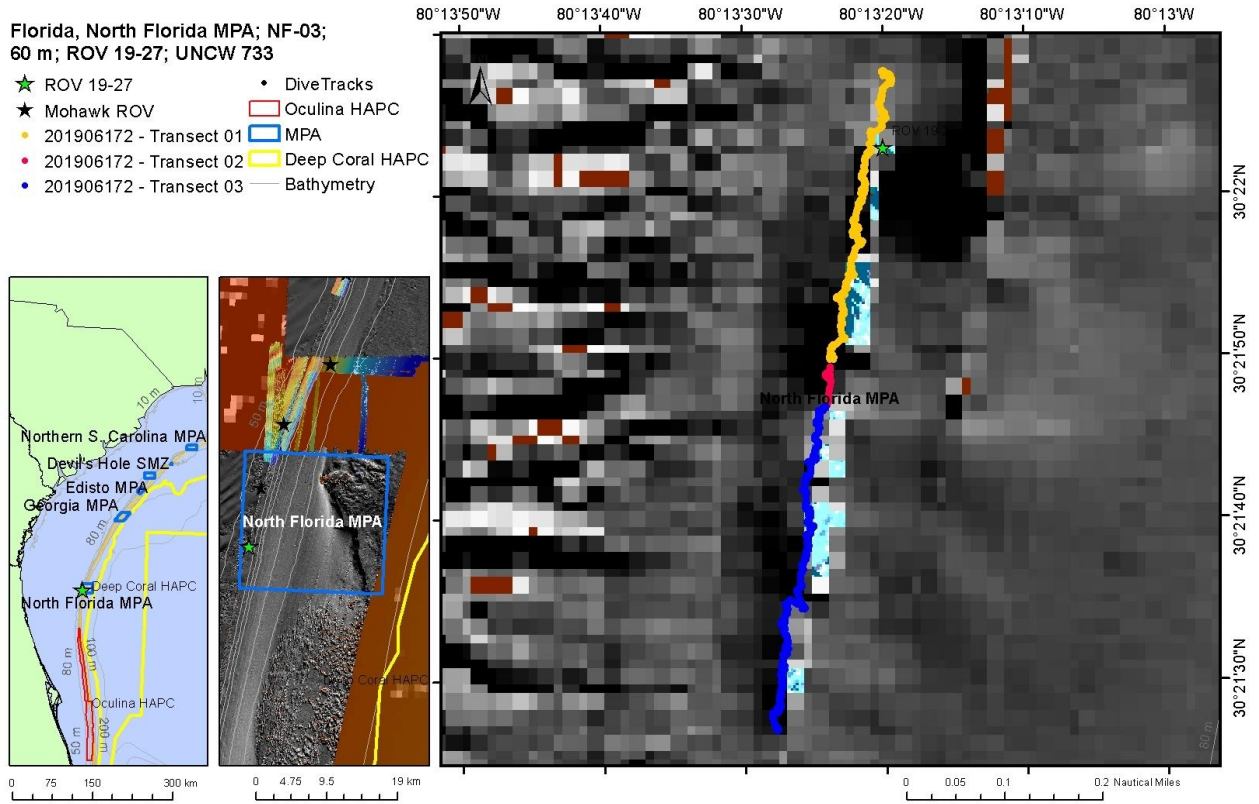 Florida, North Florida MPA; NF-03;
60 m; ROV 19-27; UNCW 733
ROV 19-27
Mohawk ROV
201906172 - Transect 01
201906172 - Transect 02
201906172 - Transect 03
DiveTracks
Oculina HAPC
MPA
Deep Coral HAPC
Bathymetry
10 m
10 m
Northern S. Carolina MPA
Devil's Hole SMZ
Edisto MPA
Georgia MPA
80 m
Deep Coral HAPC
North Florida MPA
80 m
100 m
Oculina HAPC
50 m
200 m
0 75 150 300 km
50 m
North Florida MPA
Coral HAPC
0 4.75 9.5 19 km
80°13'50"W 80°13'40"W 80°13'30"W 80°13'20"W 80°13'10"W 80°13'W
ROV 19-
30°22'N
30°21'50"N
North Florida MPA
30°21'40"N
30°21'30"N
80 m
0 0.05 0.1 0.2 Nautical Miles